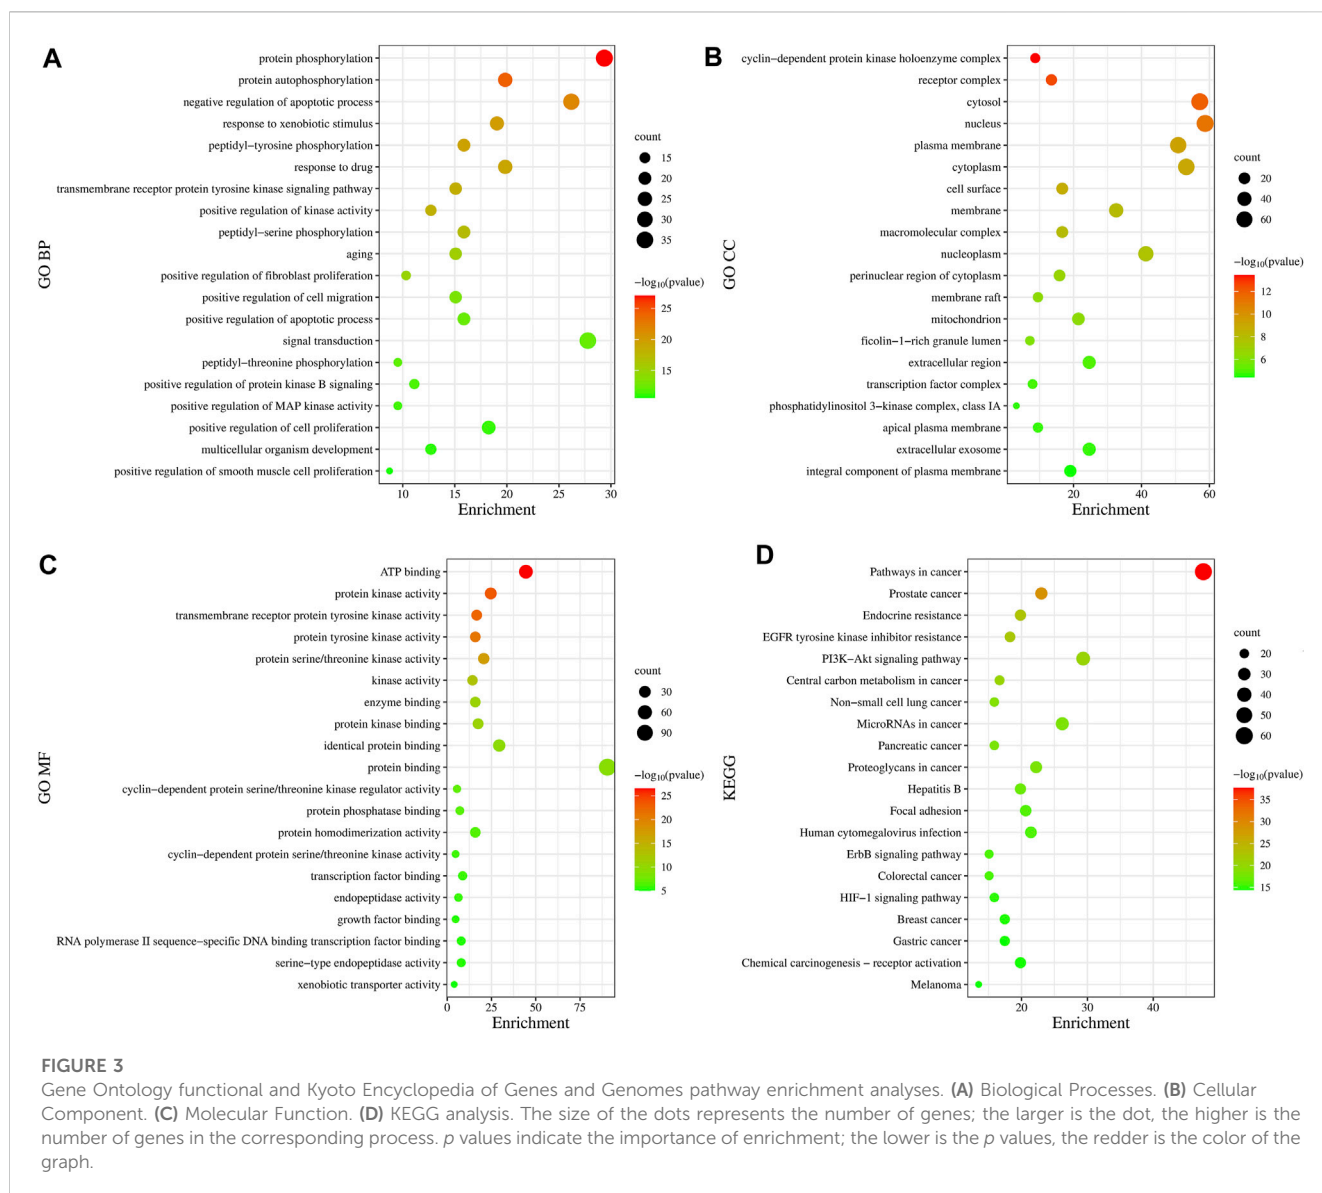 A
protein phosphorylation
protein autophosphorylation
negative regulation of apoptotic process
response to xenobiotic stimulus
peptidyl−tyrosine phosphorylation
response to drug
transmembrane receptor protein tyrosine kinase signaling pathway
positive regulation of kinase activity
peptidyl−serine phosphorylation
aging
positive regulation of fibroblast proliferation
positive regulation of cell migration
positive regulation of apoptotic process
signal transduction
peptidyl−threonine phosphorylation
positive regulation of protein kinase B signaling
positive regulation of MAP kinase activity
positive regulation of cell proliferation
multicellular organism development
positive regulation of smooth muscle cell proliferation
GO BP
10 15 20 25 30
Enrichment
count
15
20
25
30
35
−log10(pvalue)
25
20
15
B
cyclin−dependent protein kinase holoenzyme complex
receptor complex
cytosol
nucleus
plasma membrane
cytoplasm
cell surface
membrane
macromolecular complex
nucleoplasm
perinuclear region of cytoplasm
membrane raft
mitochondrion
ficolin−1−rich granule lumen
extracellular region
transcription factor complex
phosphatidylinositol 3−kinase complex, class IA
apical plasma membrane
extracellular exosome
integral component of plasma membrane
GO CC
20 40 60
Enrichment
count
20
40
60
−log10(pvalue)
12
10
8
6
C
ATP binding
protein kinase activity
transmembrane receptor protein tyrosine kinase activity
protein tyrosine kinase activity
protein serine/threonine kinase activity
kinase activity
enzyme binding
protein kinase binding
identical protein binding
protein binding
cyclin−dependent protein serine/threonine kinase regulator activity
protein phosphatase binding
protein homodimerization activity
cyclin−dependent protein serine/threonine kinase activity
transcription factor binding
endopeptidase activity
growth factor binding
RNA polymerase II sequence−specific DNA binding transcription factor binding
serine−type endopeptidase activity
xenobiotic transporter activity
GO MF
0 25 50 75
Enrichment
count
30
60
90
−log10(pvalue)
25
20
15
10
5
D
Pathways in cancer
Prostate cancer
Endocrine resistance
EGFR tyrosine kinase inhibitor resistance
PI3K−Akt signaling pathway
Central carbon metabolism in cancer
Non−small cell lung cancer
MicroRNAs in cancer
Pancreatic cancer
Proteoglycans in cancer
Hepatitis B
Focal adhesion
Human cytomegalovirus infection
ErbB signaling pathway
Colorectal cancer
HIF−1 signaling pathway
Breast cancer
Gastric cancer
Chemical carcinogenesis − receptor activation
Melanoma
KEGG
20 30 40
Enrichment
count
20
30
40
50
60
−log10(pvalue)
35
30
25
20
15
FIGURE 3
Gene Ontology functional and Kyoto Encyclopedia of Genes and Genomes pathway enrichment analyses. (A) Biological Processes. (B) Cellular
Component. (C) Molecular Function. (D) KEGG analysis. The size of the dots represents the number of genes; the larger is the dot, the higher is the
number of genes in the corresponding process. p values indicate the importance of enrichment; the lower is the p values, the redder is the color of the
graph.